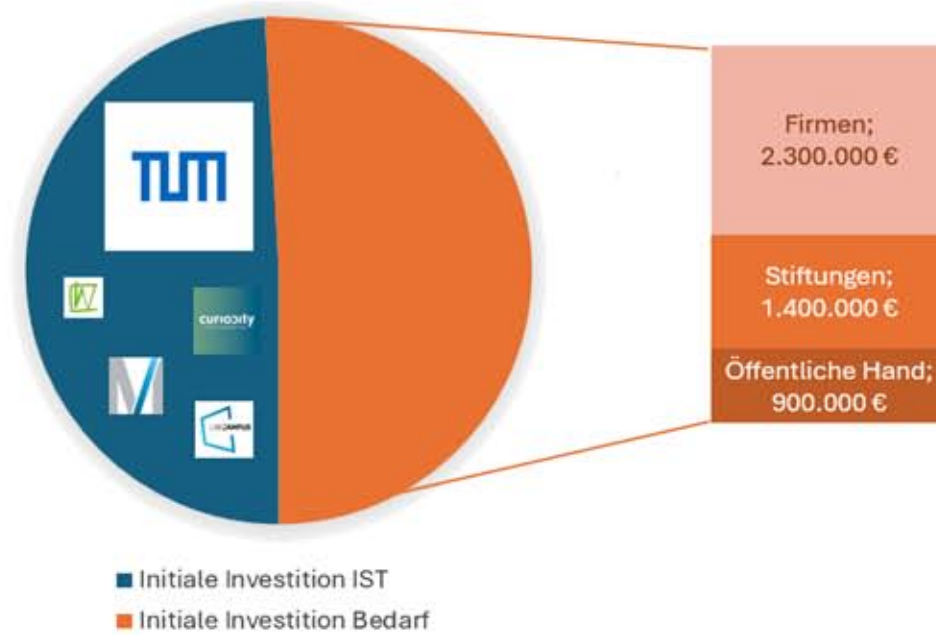 TUM
curiosity
Firmen;
2.300.000 €
Stiftungen;
1.400.000 €
Öffentliche Hand;
900.000 €
Initiale Investition IST
Initiale Investition Bedarf